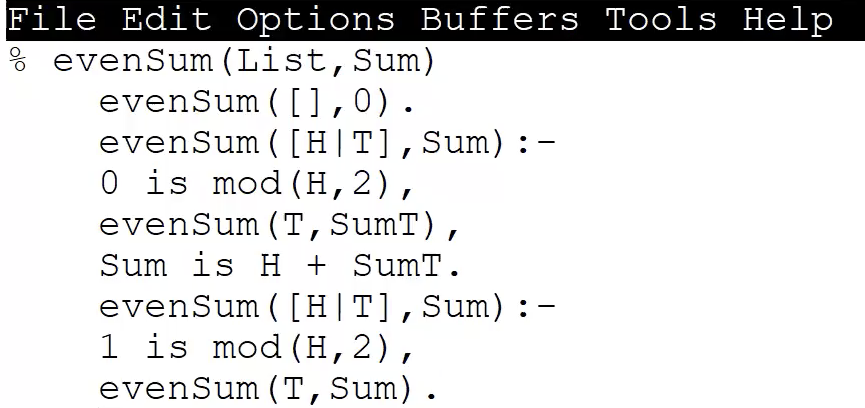 File Edit Options Buffers Tools Help
% evenSum(List,Sum)
evenSum([],0).
evenSum([H|T],Sum):-
0 is mod(H,2),
evenSum(T,SumT),
Sum is H + SumT.
evenSum([H|T],Sum):-
1 is mod(H,2),
evenSum(T,Sum).